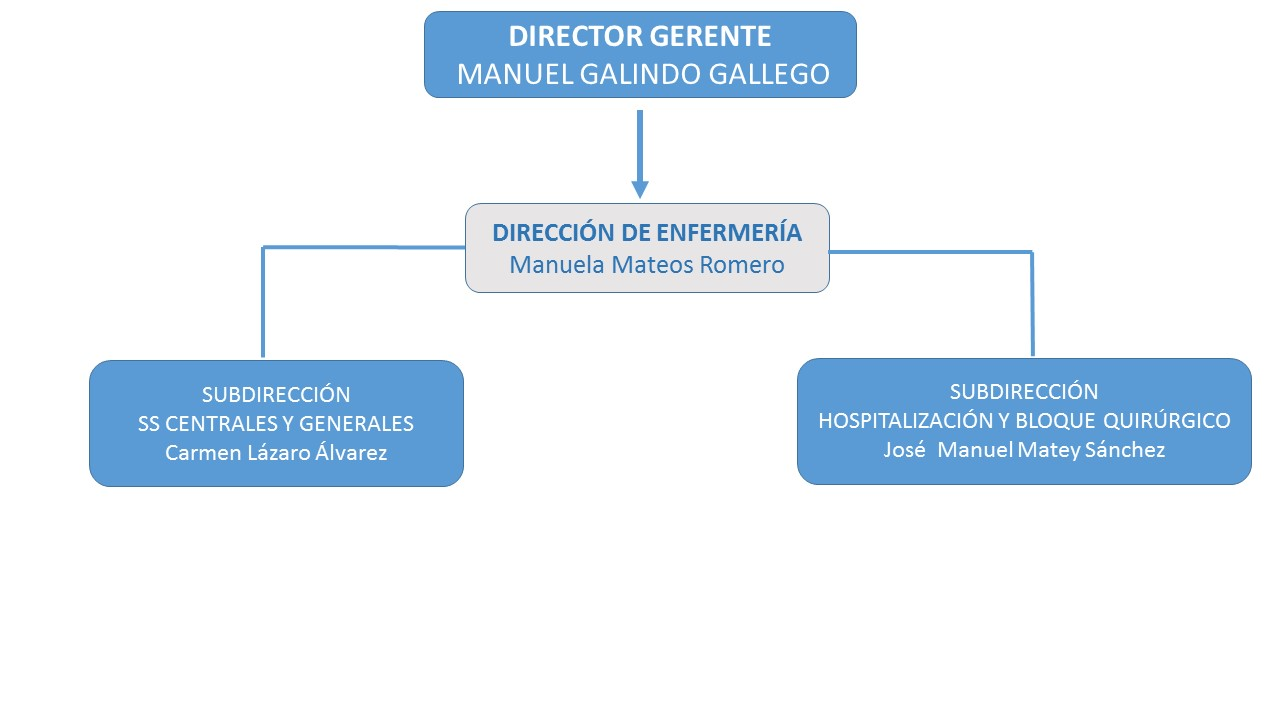 DIRECTOR GERENTE
MANUEL GALINDO GALLEGO
DIRECCIÓN DE ENFERMERÍA
Manuela Mateos Romero
SUBDIRECCIÓN
SS CENTRALES Y GENERALES
Carmen Lázaro Álvarez
SUBDIRECCIÓN
HOSPITALIZACIÓN Y BLOQUE QUIRÚRGICO
José Manuel Matey Sánchez